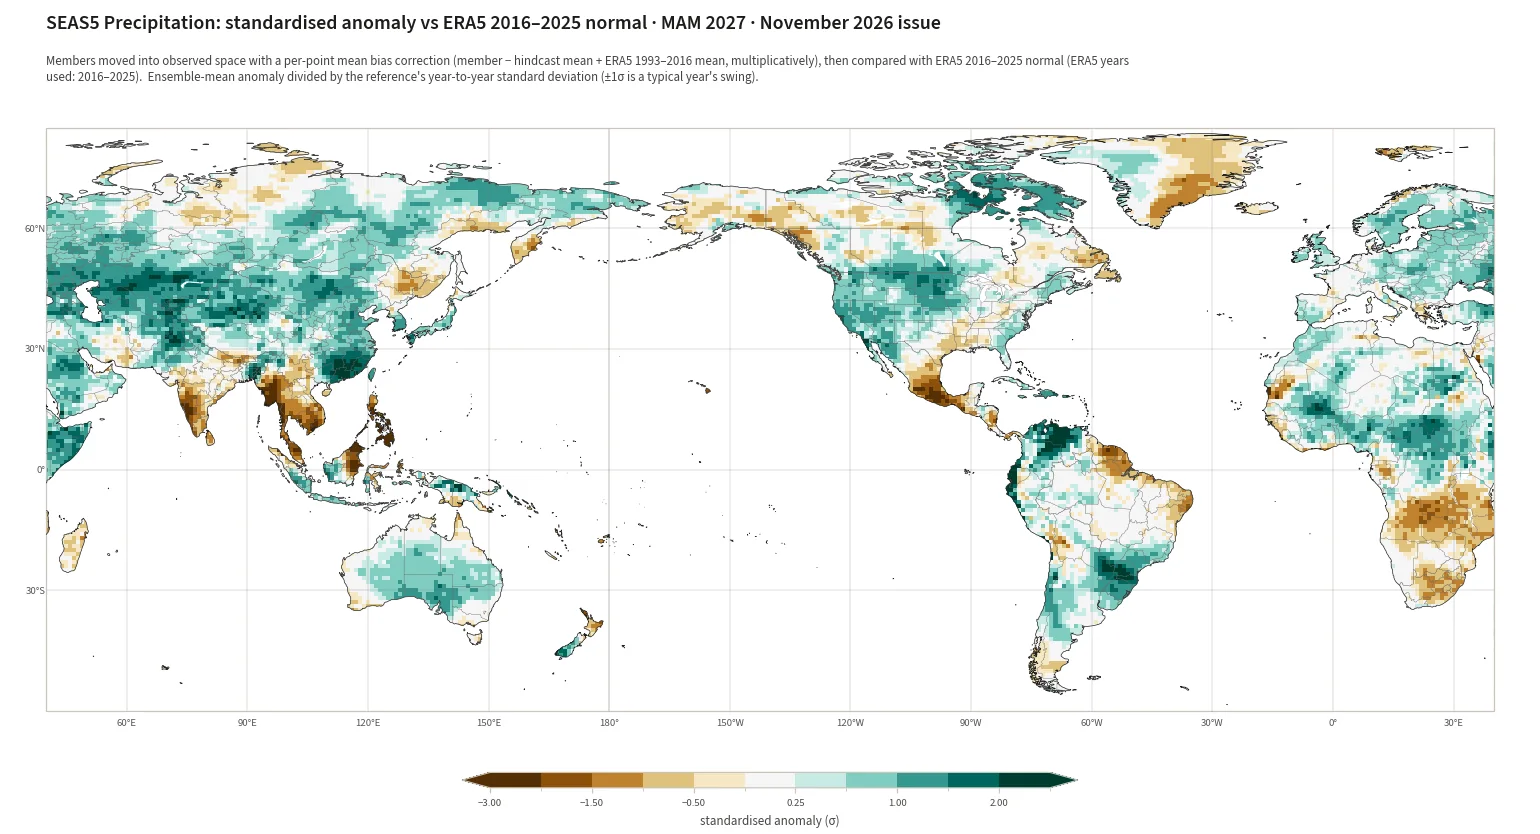 SEAS5 Precipitation: standardised anomaly vs ERA5 2016–2025 normal · MAM 2027 · November 2026 issue
Members moved into observed space with a per-point mean bias correction (member − hindcast mean + ERA5 1993–2016 mean, multiplicatively), then compared with ERA5 2016–2025 normal (ERA5 years
used: 2016–2025). Ensemble-mean anomaly divided by the reference's year-to-year standard deviation (±1σ is a typical year's swing).
60°N
30°N
0°
30°S
60°E 90°E 120°E 150°E 180° 150°W 120°W 90°W 60°W 30°W 0° 30°E
−3.00 −1.50 −0.50 0.25 1.00 2.00
standardised anomaly (σ)